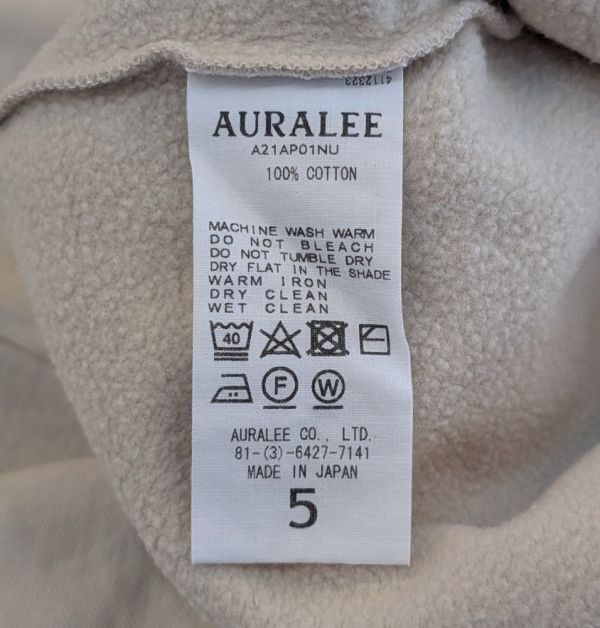 4112323
AURALEE
A21AP01NU
100% COTTON
MACHINE WASH WARM
DO NOT BLEACH
DO NOT TUMBLE DRY
DRY FLAT IN THE SHADE
WARM IRON
DRY CLEAN
WET CLEAN
40
F W
AURALEE CO., LTD.
81-(3)-6427-7141
MADE IN JAPAN
5